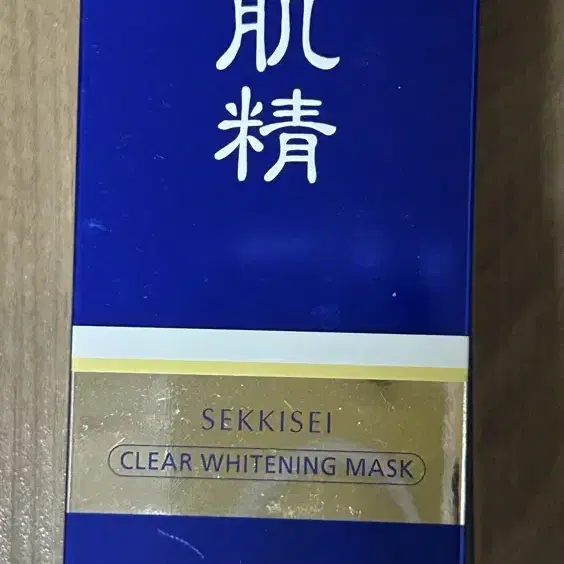 肌
精
SEKKISEI
CLEAR WHITENING MASK